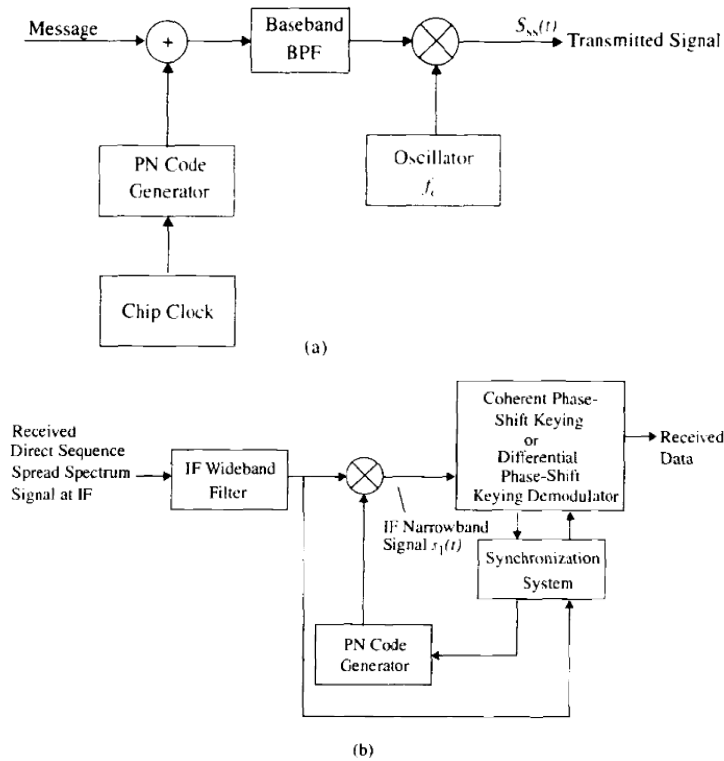 Message
+
Baseband
BPF
S_ss(t)
Transmitted Signal
PN Code
Generator
Oscillator
f_c
Chip Clock
(a)
Received
Direct Sequence
Spread Spectrum
Signal at IF
IF Wideband
Filter
IF Narrowband
Signal s_1(t)
Coherent Phase-
Shift Keying
or
Differential
Phase-Shift
Keying Demodulator
Received
Data
Synchronization
System
PN Code
Generator
(b)